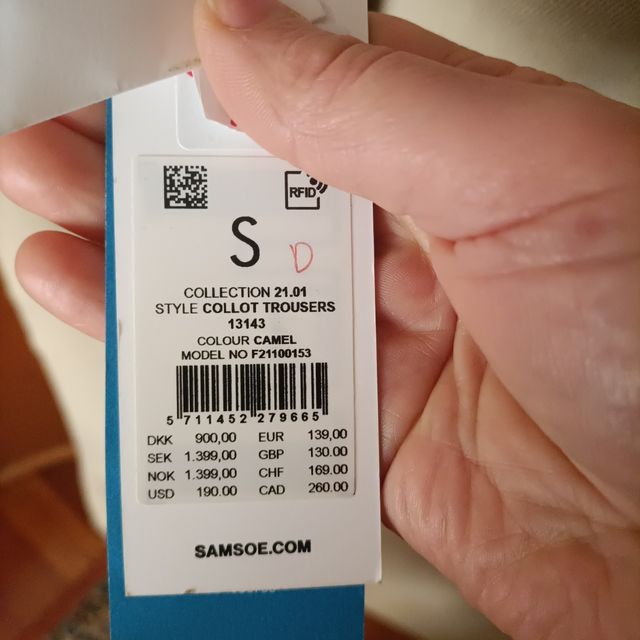 RFID
S
D
COLLECTION 21.01
STYLE COLLOT TROUSERS
13143
COLOUR CAMEL
MODEL NO F21100153
5 711452 279665
DKK 900,00 EUR 139,00
SEK 1.399,00 GBP 130.00
NOK 1.399,00 CHF 169.00
USD 190.00 CAD 260.00
SAMSOE.COM